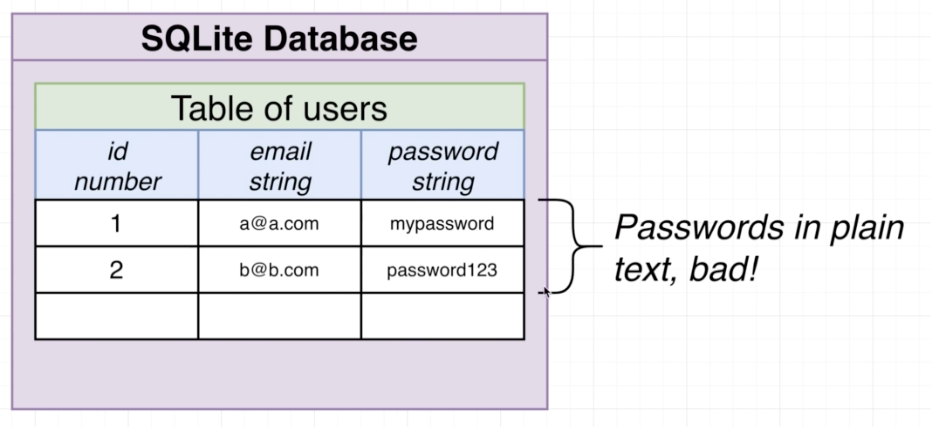 SQLite Database
Table of users
id
number
email
string
password
string
1
a@a.com
mypassword
2
b@b.com
password123
Passwords in plain
text, bad!